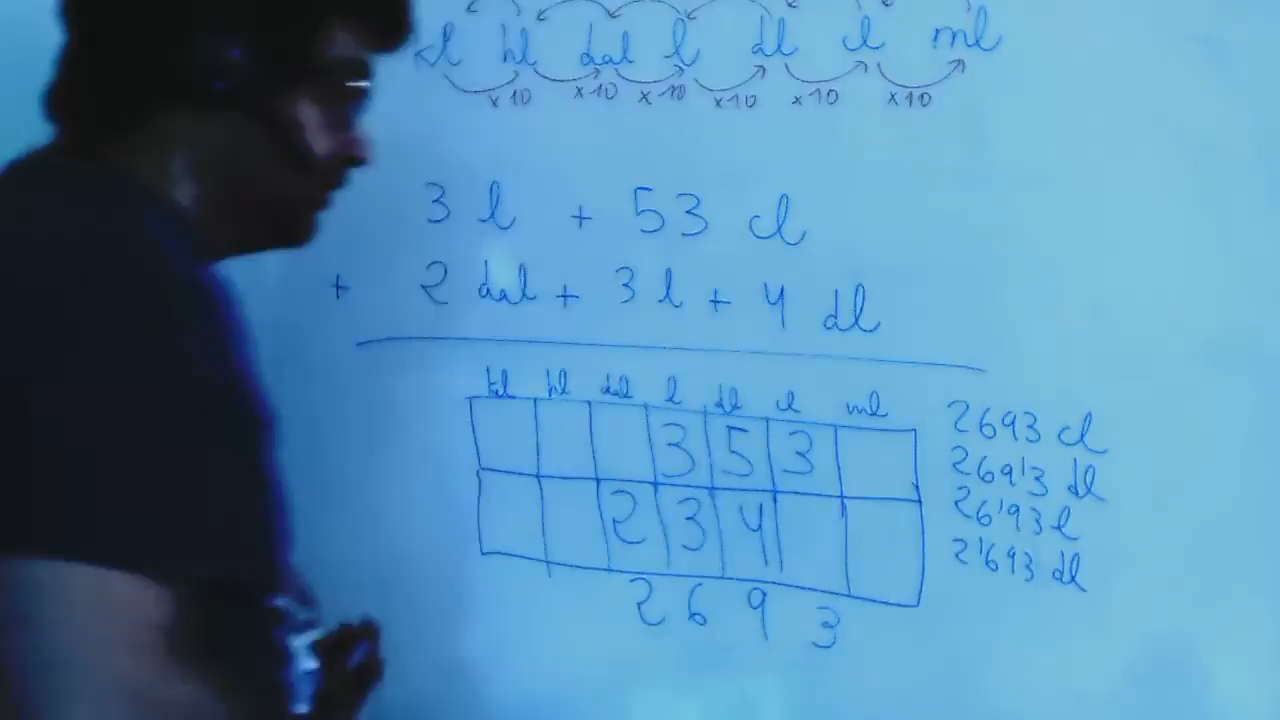 kl hl dal l dl cl ml
x10 x10 x10 x10 x10 x10
3 l + 53 cl
+ 2 dal + 3 l + 4 dl
kl hl dal l dl cl ml
3 5 3
2 3 4
2 6 9 3
2693 cl
269'3 dl
26'93 l
2'693 dl